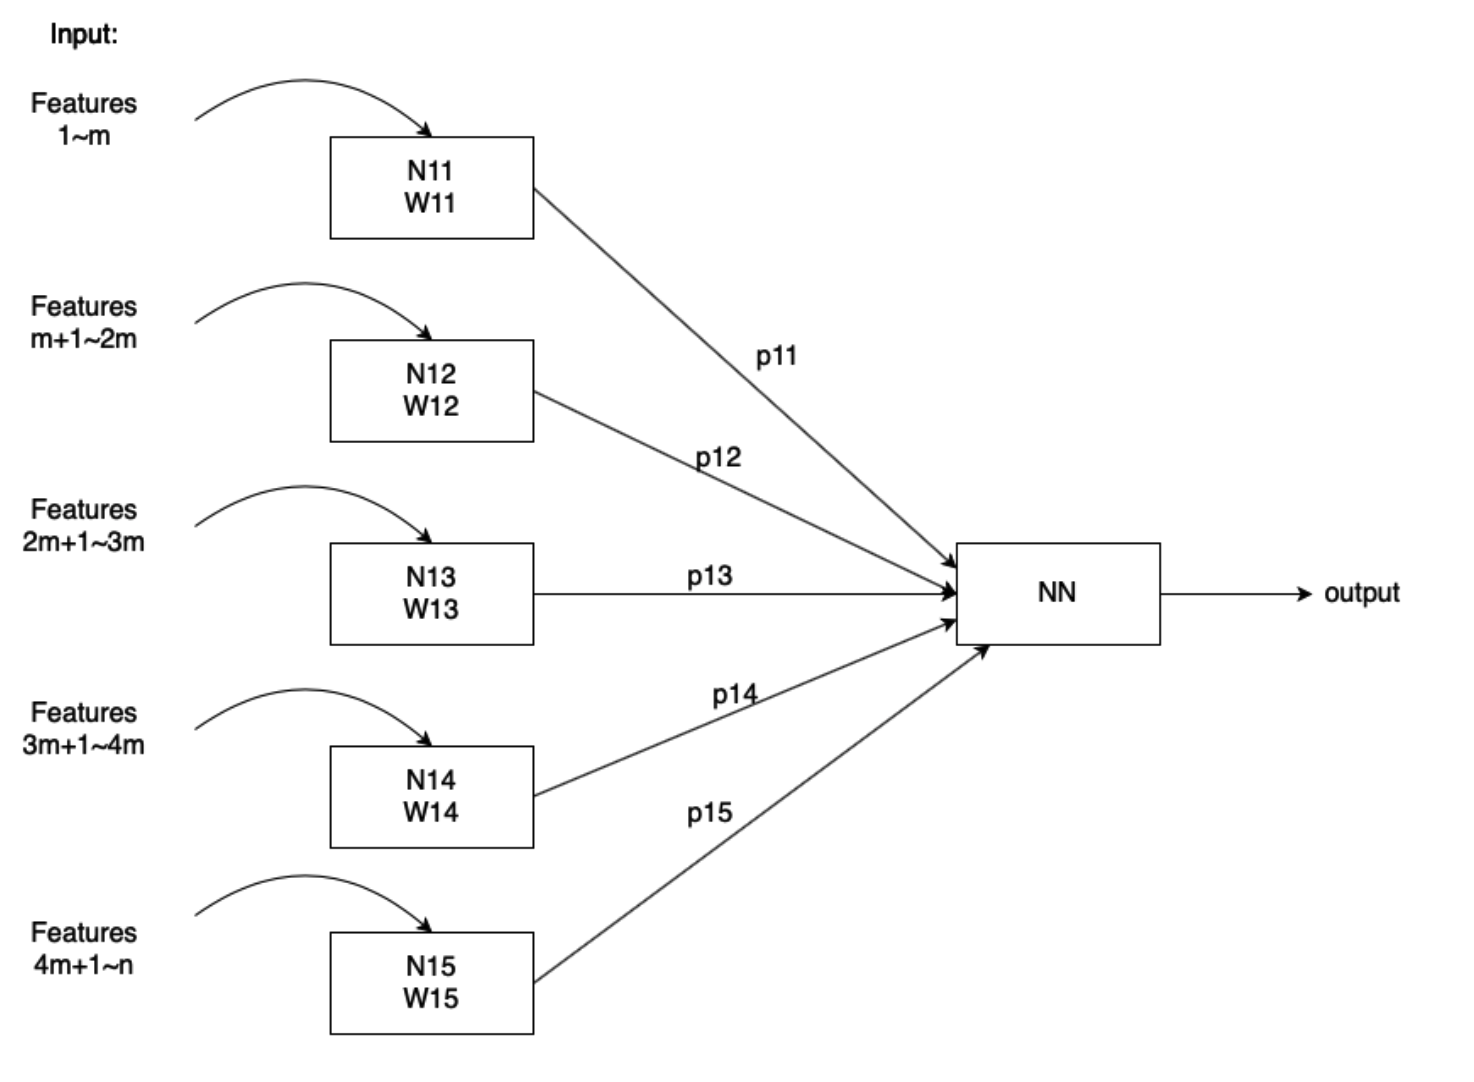 Input:
Features
1~m
N11
W11
p11
Features
m+1~2m
N12
W12
p12
Features
2m+1~3m
N13
W13
p13
NN
output
Features
3m+1~4m
N14
W14
p14
p15
Features
4m+1~n
N15
W15